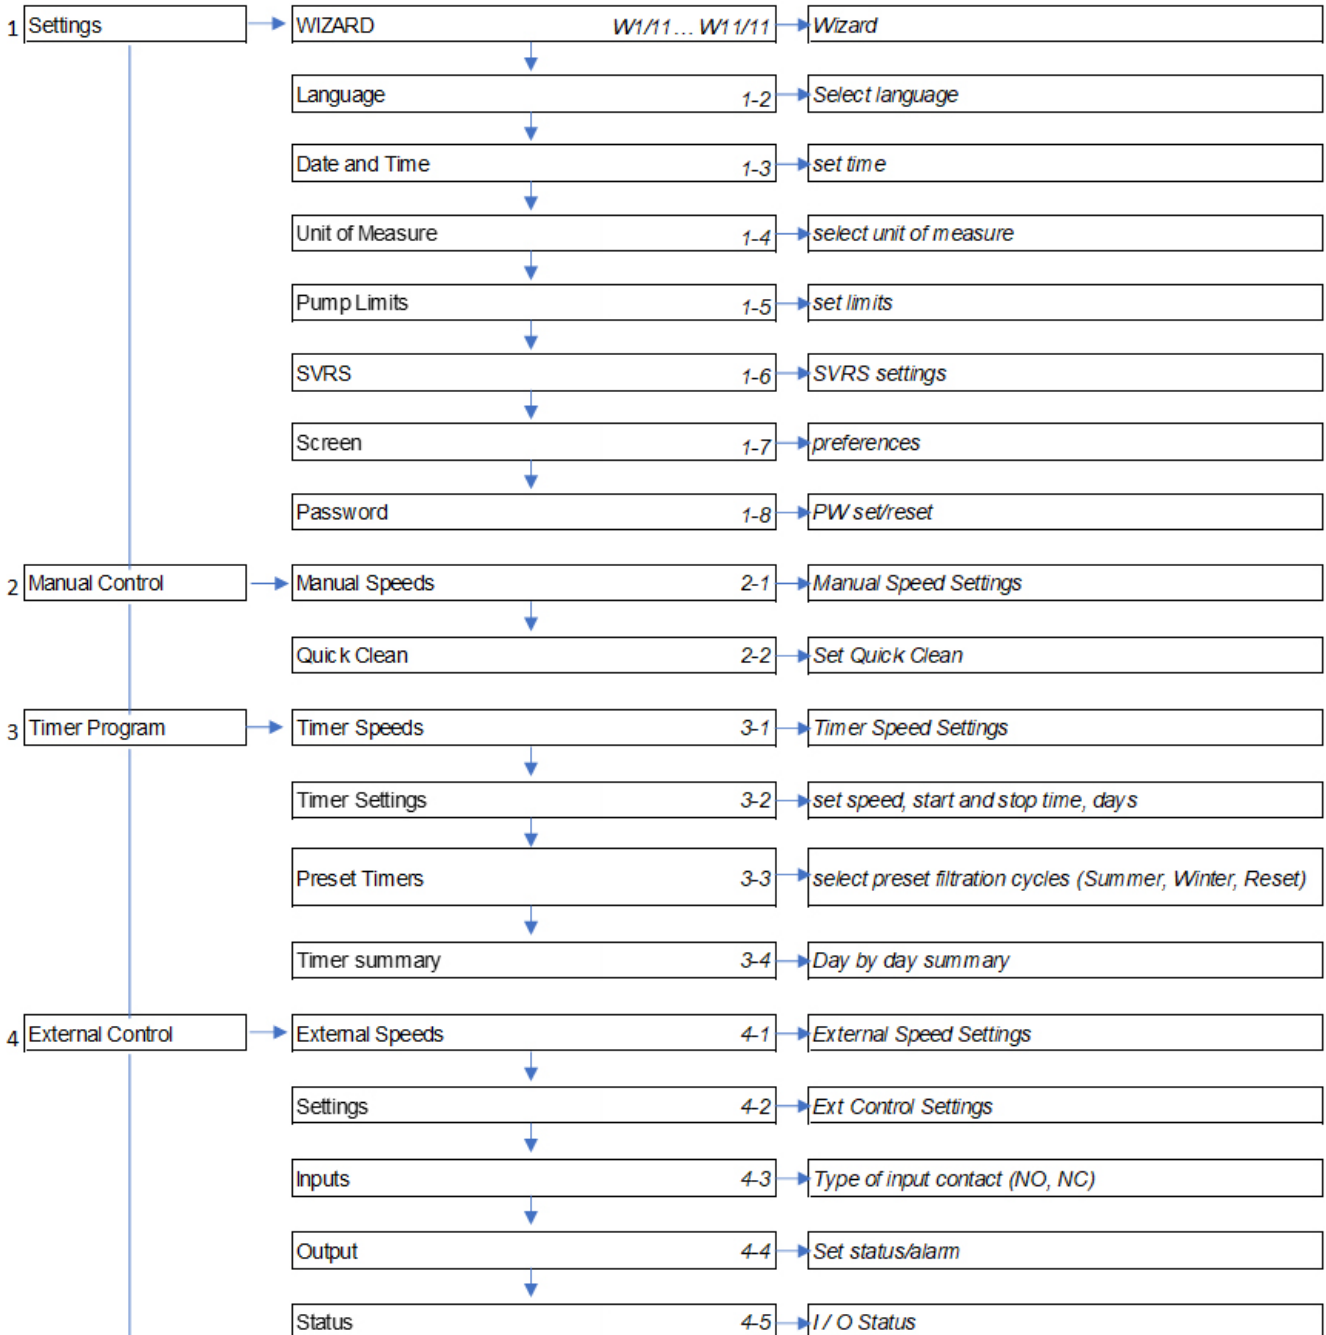 1 Settings WIZARD W1/11... W11/11 Wizard
Language 1-2 Select language
Date and Time 1-3 set time
Unit of Measure 1-4 select unit of measure
Pump Limits 1-5 set limits
SVRS 1-6 SVRS settings
Screen 1-7 preferences
Password 1-8 PW set/reset
2 Manual Control Manual Speeds 2-1 Manual Speed Settings
Quick Clean 2-2 Set Quick Clean
3 Timer Program Timer Speeds 3-1 Timer Speed Settings
Timer Settings 3-2 set speed, start and stop time, days
Preset Timers 3-3 select preset filtration cycles (Summer, Winter, Reset)
Timer summary 3-4 Day by day summary
4 External Control External Speeds 4-1 External Speed Settings
Settings 4-2 Ext Control Settings
Inputs 4-3 Type of input contact (NO, NC)
Output 4-4 Set status/alarm
Status 4-5 I / O Status